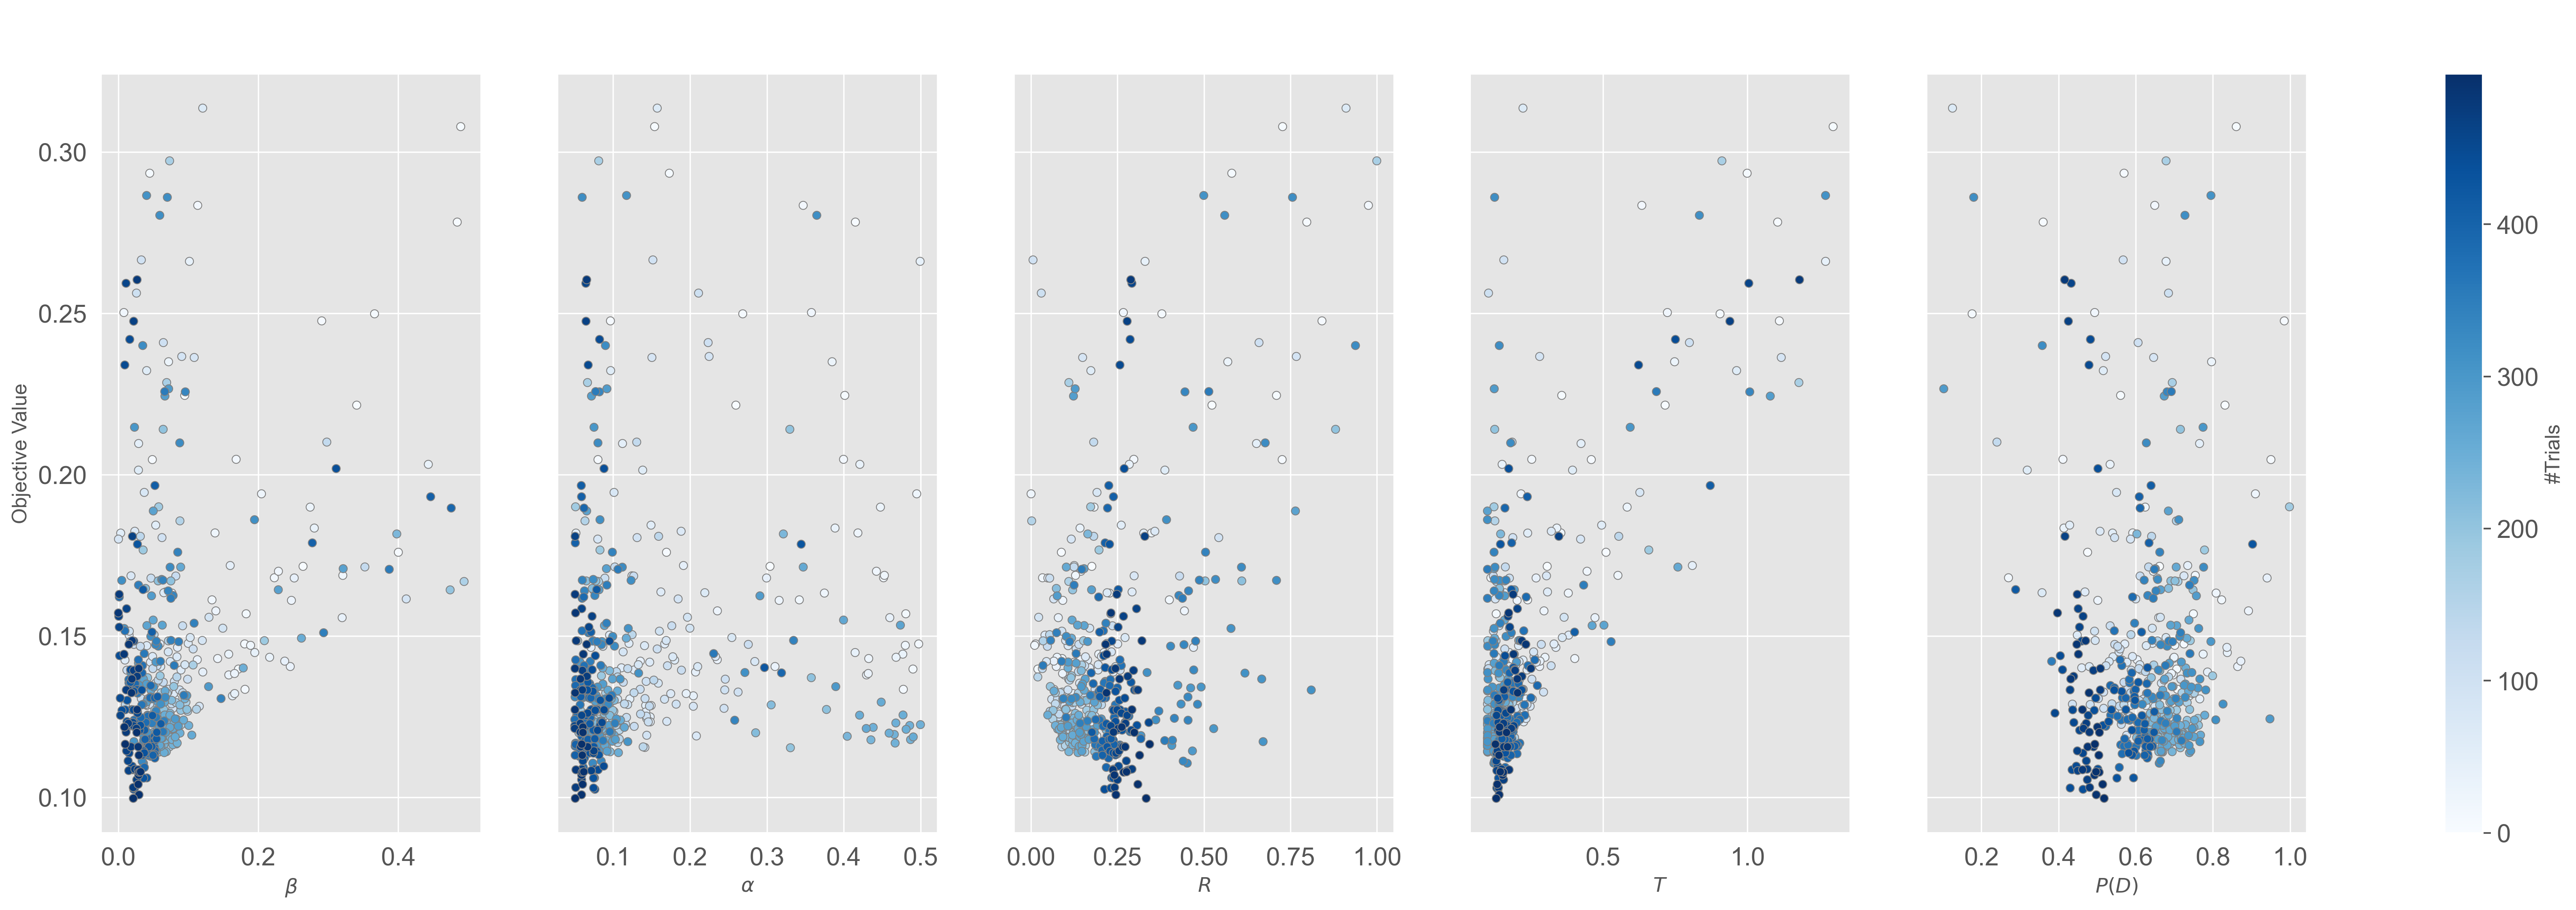 Objective Value
0.30
0.25
0.20
0.15
0.10
0.0 0.2 0.4
β
0.1 0.2 0.3 0.4 0.5
α
0.00 0.25 0.50 0.75 1.00
R
0.5 1.0
T
0.2 0.4 0.6 0.8 1.0
P(D)
400
300
200
100
0
#Trials